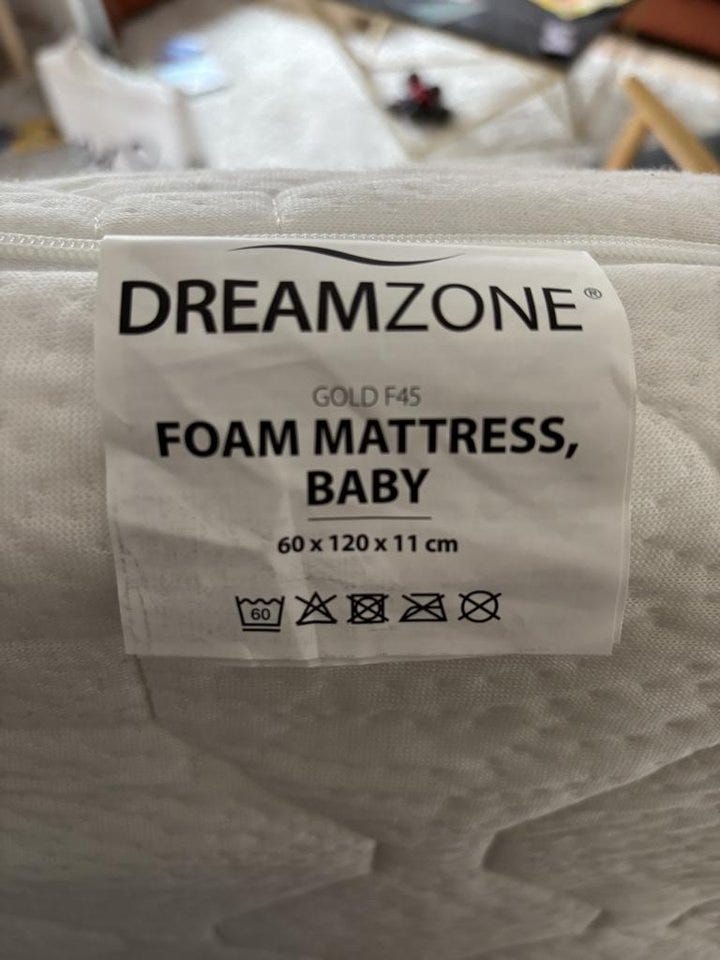 DREAMZONE®
GOLD F45
FOAM MATTRESS,
BABY
60 x 120 x 11 cm
60